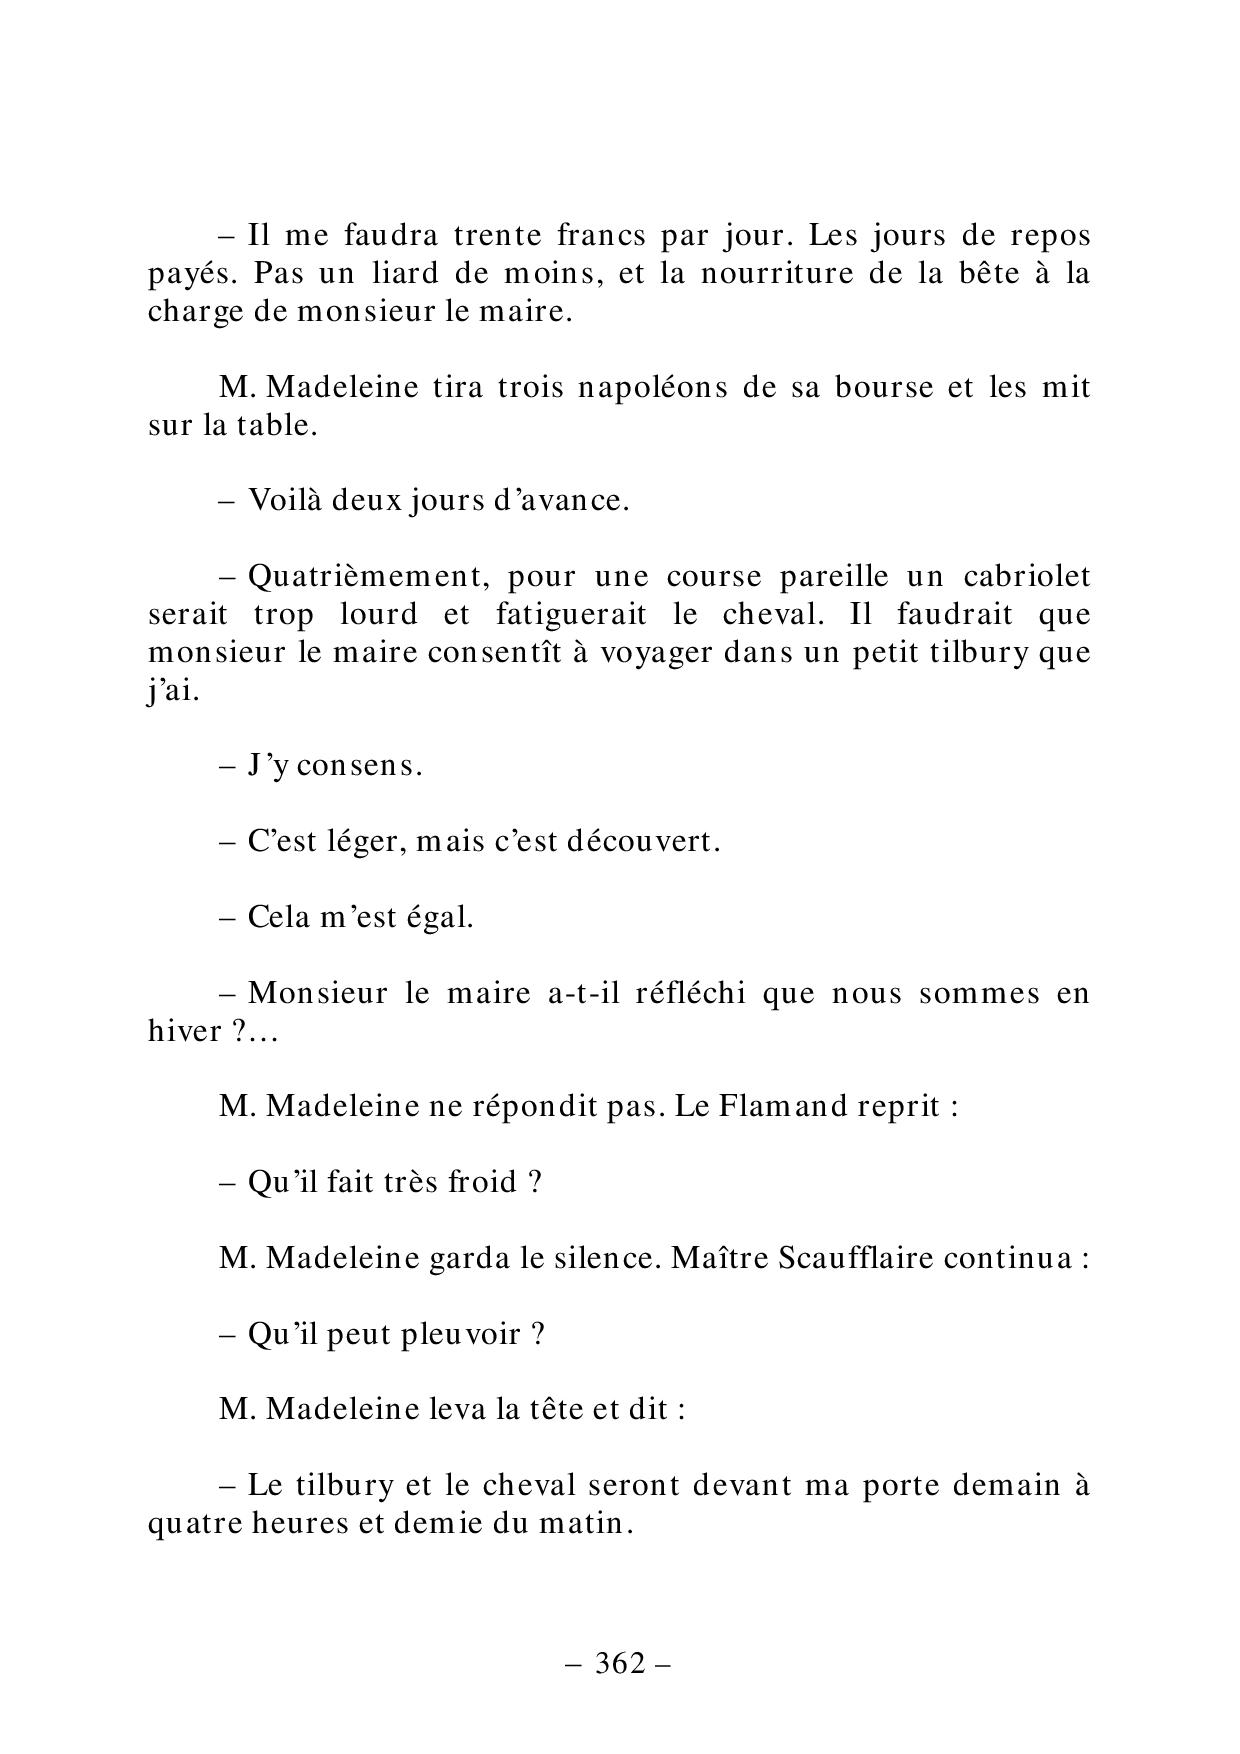 – Il me faudra trente francs par jour. Les jours de repos
payés. Pas un liard de moins, et la nourriture de la bête à la
charge de monsieur le maire.
M. Madeleine tira trois napoléons de sa bourse et les mit
sur la table.
– Voilà deux jours d’avance.
– Quatrièmement, pour une course pareille un cabriolet
serait trop lourd et fatiguerait le cheval. Il faudrait que
monsieur le maire consentît à voyager dans un petit tilbury que
j’ai.
– J’y consens.
– C’est léger, mais c’est découvert.
– Cela m’est égal.
– Monsieur le maire a-t-il réfléchi que nous sommes en
hiver ?…
M. Madeleine ne répondit pas. Le Flamand reprit :
– Qu’il fait très froid ?
M. Madeleine garda le silence. Maître Scaufflaire continua :
– Qu’il peut pleuvoir ?
M. Madeleine leva la tête et dit :
– Le tilbury et le cheval seront devant ma porte demain à
quatre heures et demie du matin.
– 362 –